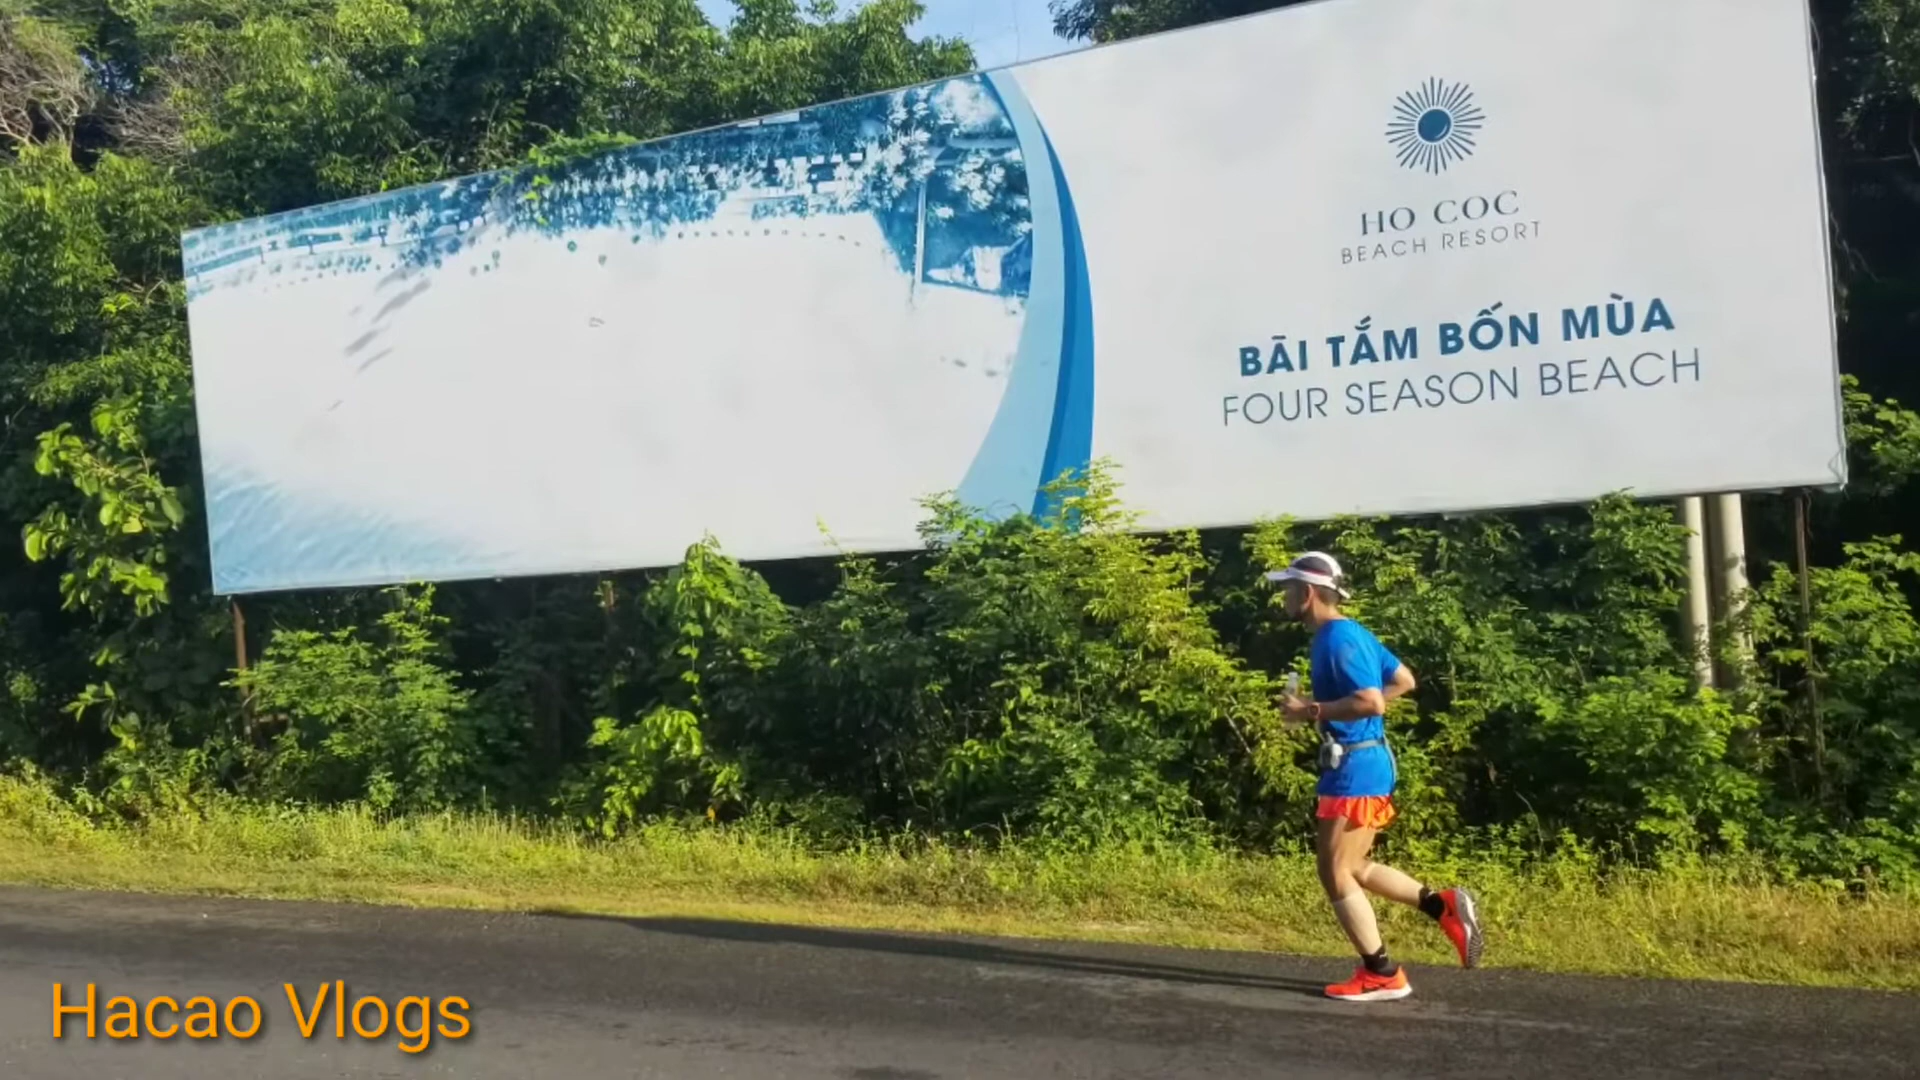 HO COC
BEACH RESORT
BÃI TẮM BỐN MÙA
FOUR SEASON BEACH
Hacao Vlogs